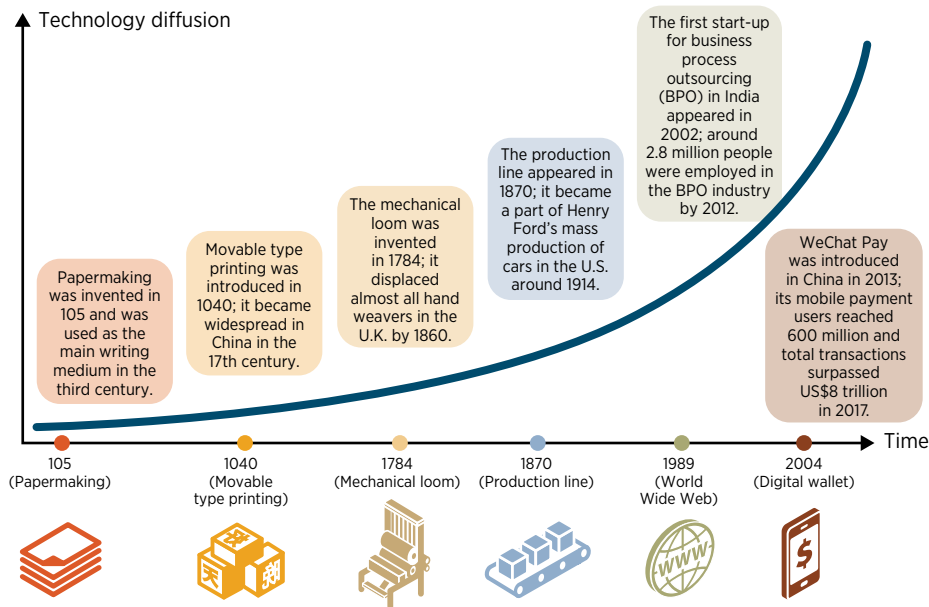 Technology diffusion
Papermaking
was invented in
105 and was
used as the
main writing
medium in the
third century.
Movable type
printing was
introduced in
1040; it became
widespread in
China in the
17th century.
The mechanical
loom was
invented
in 1784; it
displaced
almost all hand
weavers in the
U.K. by 1860.
The production
line appeared in
1870; it became
a part of Henry
Ford’s mass
production of
cars in the U.S.
around 1914.
The first start-up
for business
process
outsourcing
(BPO) in India
appeared in
2002; around
2.8 million people
were employed in
the BPO industry
by 2012.
WeChat Pay
was introduced
in China in 2013;
its mobile payment
users reached
600 million and
total transactions
surpassed
US$8 trillion
in 2017.
Time
105
(Papermaking)
1040
(Movable
type printing)
1784
(Mechanical loom)
1870
(Production line)
1989
(World
Wide Web)
2004
(Digital wallet)
天
WWW
$